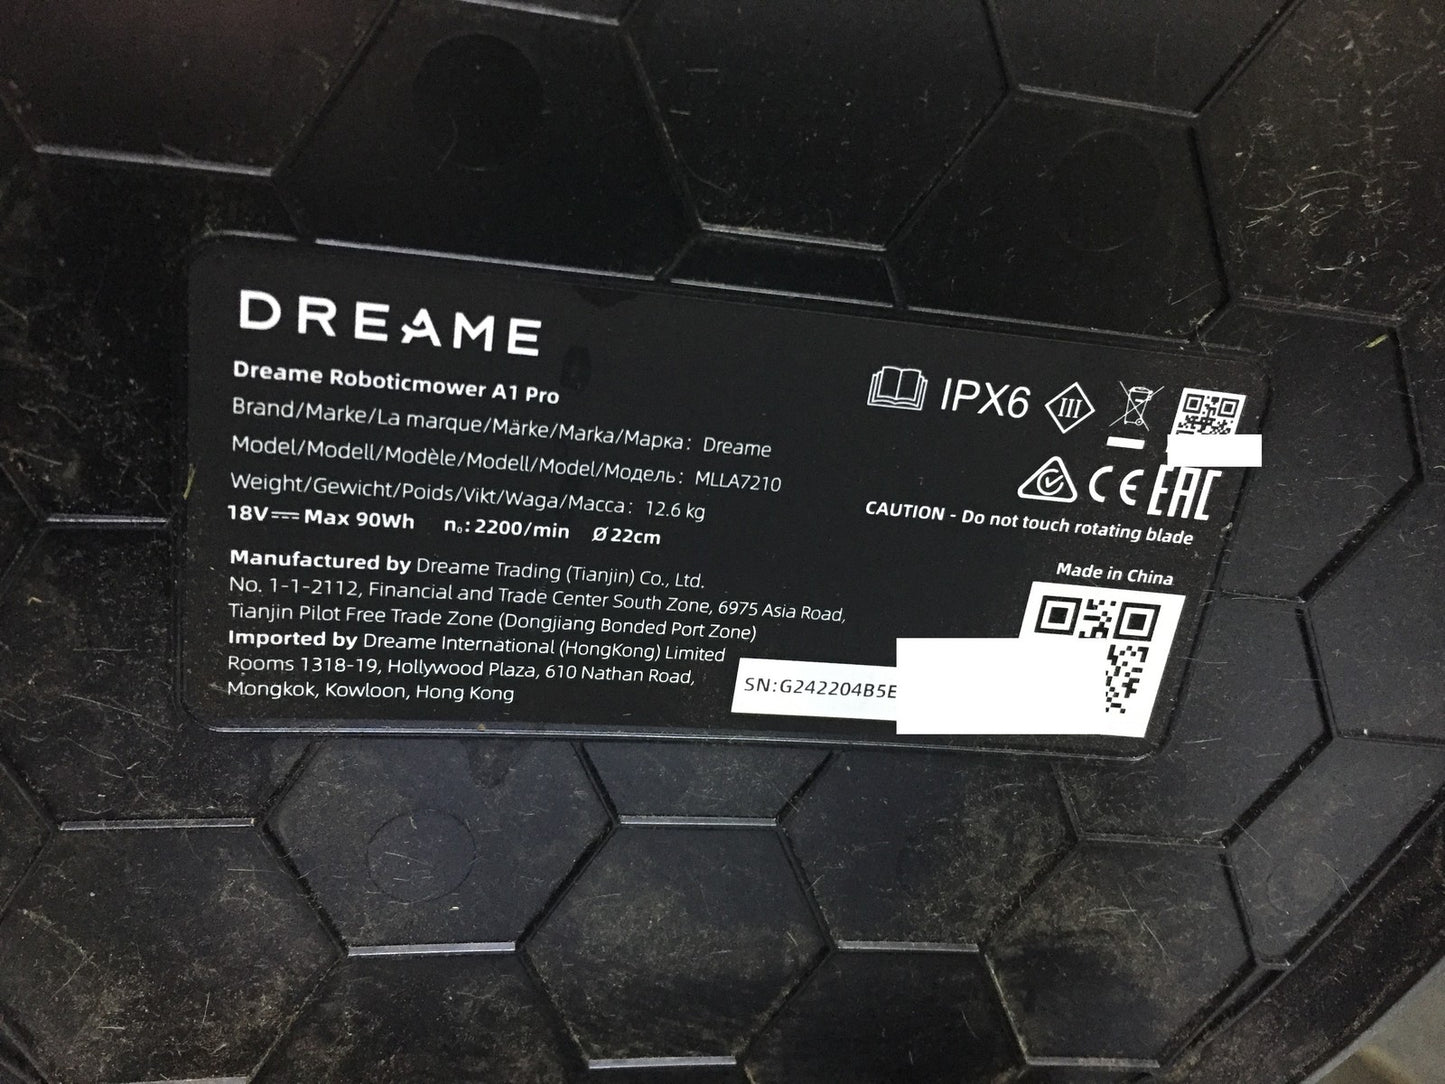 DREAME
Dreame Roboticmower A1 Pro
Brand/Marke/La marque/Märke/Marka/Марка: Dreame
Model/Modell/Modèle/Modell/Model/Модель: MLLA7210
Weight/Gewicht/Poids/Vikt/Waga/Масса: 12.6 kg
18V⎓ Max 90Wh n₀: 2200/min Ø 22cm
Manufactured by Dreame Trading (Tianjin) Co., Ltd.
No. 1-1-2112, Financial and Trade Center South Zone, 6975 Asia Road,
Tianjin Pilot Free Trade Zone (Dongjiang Bonded Port Zone)
Imported by Dreame International (HongKong) Limited
Rooms 1318-19, Hollywood Plaza, 610 Nathan Road,
Mongkok, Kowloon, Hong Kong
IPX6 III
CE EAC
CAUTION - Do not touch rotating blade
Made in China
SN:G242204B5E